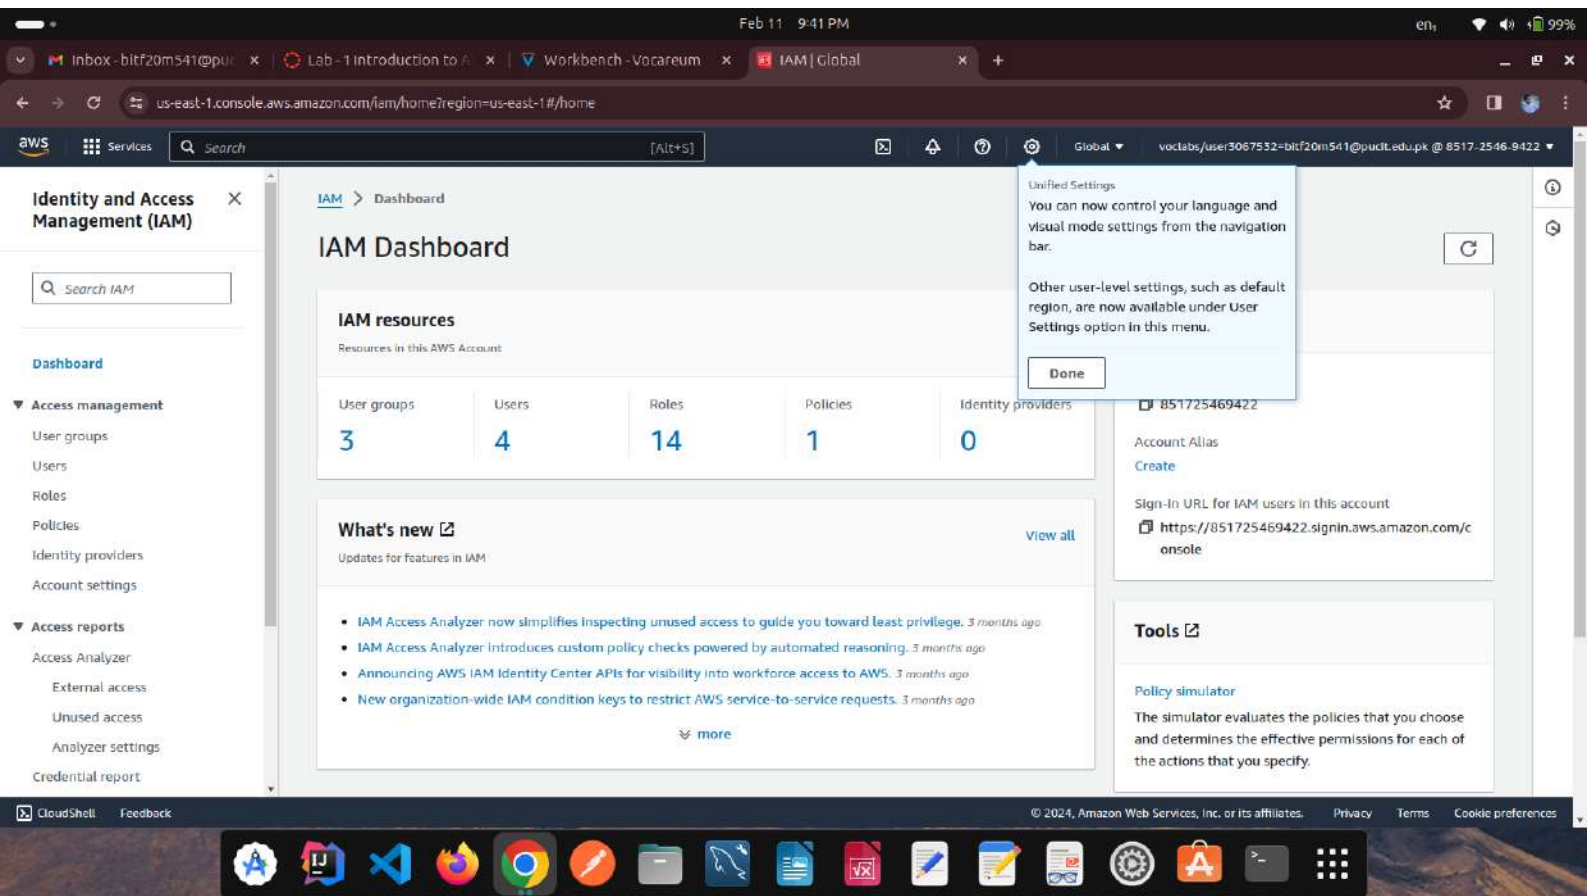 Feb 11 9:41 PM
en₁
99%
Inbox - bitf20m541@puc
Lab - 1 Introduction to A
Workbench - Vocareum
IAM | Global
us-east-1.console.aws.amazon.com/iam/home?region=us-east-1#/home
aws
Services
Search
[Alt+S]
Global
voclabs/user3067532=bitf20m541@pucit.edu.pk @ 8517-2546-9422
Identity and Access
Management (IAM)
Search IAM
Dashboard
Access management
User groups
Users
Roles
Policies
Identity providers
Account settings
Access reports
Access Analyzer
External access
Unused access
Analyzer settings
Credential report
IAM > Dashboard
IAM Dashboard
Unified Settings
You can now control your language and
visual mode settings from the navigation
bar.
Other user-level settings, such as default
region, are now available under User
Settings option in this menu.
Done
IAM resources
Resources in this AWS Account
User groups
3
Users
4
Roles
14
Policies
1
Identity providers
0
What's new
View all
Updates for features in IAM
• IAM Access Analyzer now simplifies inspecting unused access to guide you toward least privilege. 3 months ago
• IAM Access Analyzer introduces custom policy checks powered by automated reasoning. 3 months ago
• Announcing AWS IAM Identity Center APIs for visibility into workforce access to AWS. 3 months ago
• New organization-wide IAM condition keys to restrict AWS service-to-service requests. 3 months ago
more
851725469422
Account Alias
Create
Sign-in URL for IAM users in this account
https://851725469422.signin.aws.amazon.com/c
onsole
Tools
Policy simulator
The simulator evaluates the policies that you choose
and determines the effective permissions for each of
the actions that you specify.
CloudShell
Feedback
© 2024, Amazon Web Services, Inc. or its affiliates.
Privacy
Terms
Cookie preferences